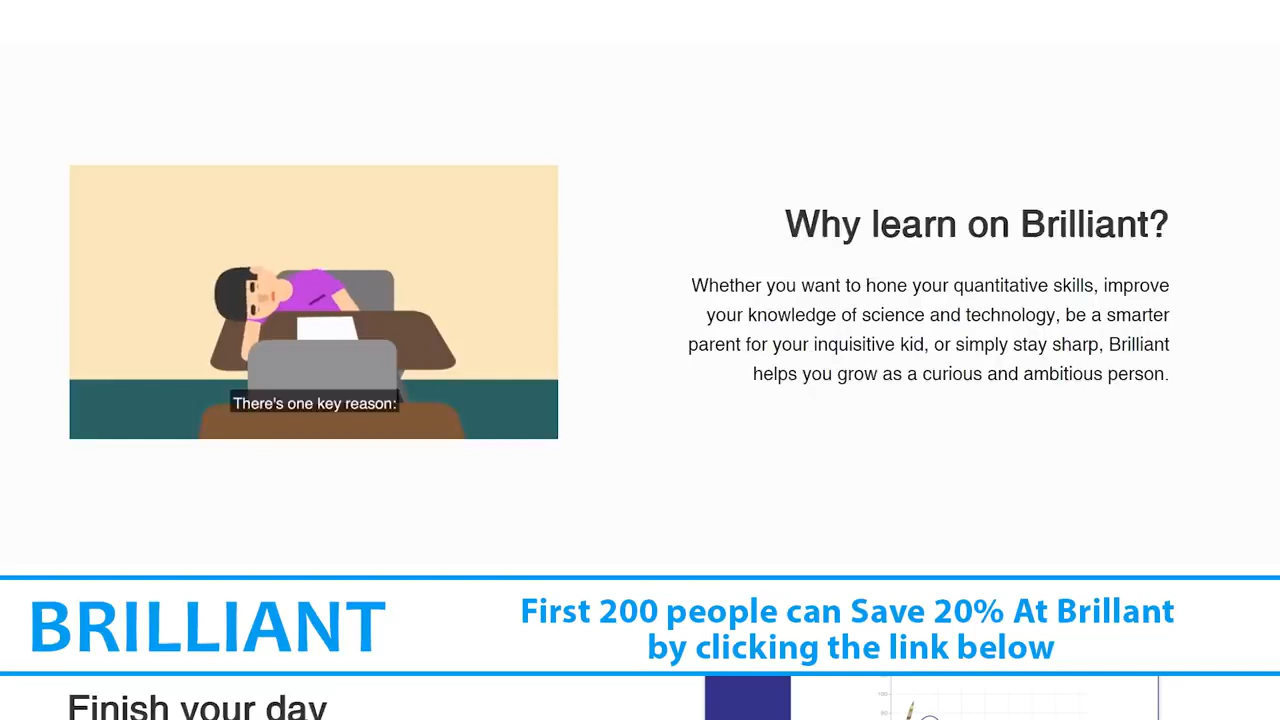 Why learn on Brilliant?
Whether you want to hone your quantitative skills, improve
your knowledge of science and technology, be a smarter
parent for your inquisitive kid, or simply stay sharp, Brilliant
helps you grow as a curious and ambitious person.
There's one key reason:
BRILLIANT
First 200 people can Save 20% At Brillant
by clicking the link below
Finish your day